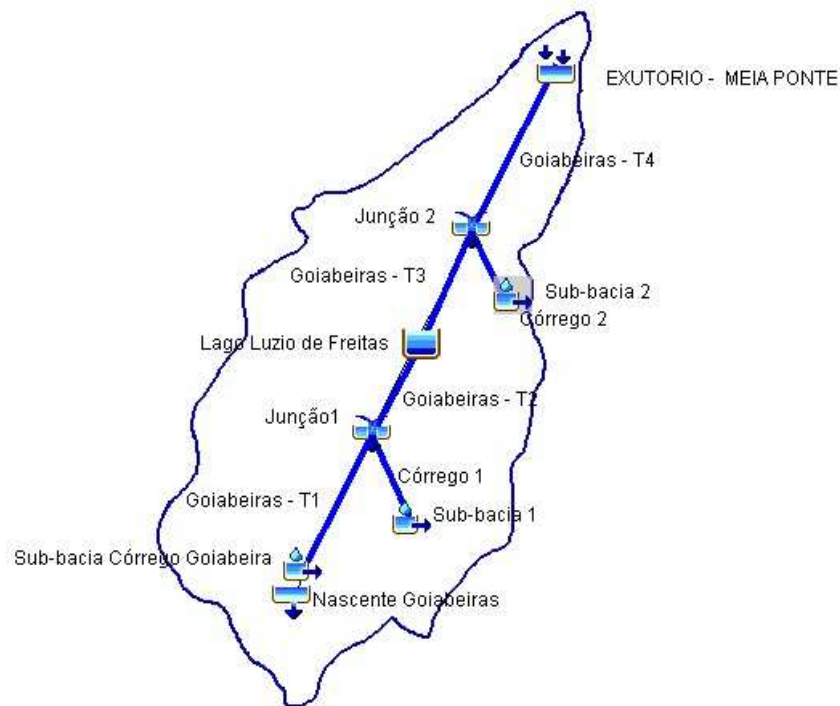 EXUTORIO - MEIA PONTE
Goiabeiras - T4
Junção 2
Goiabeiras - T3
Sub-bacia 2
Córrego 2
Lago Luzio de Freitas
Goiabeiras - T2
Junção1
Córrego 1
Goiabeiras - T1
Sub-bacia 1
Sub-bacia Córrego Goiabeira
Nascente Goiabeiras